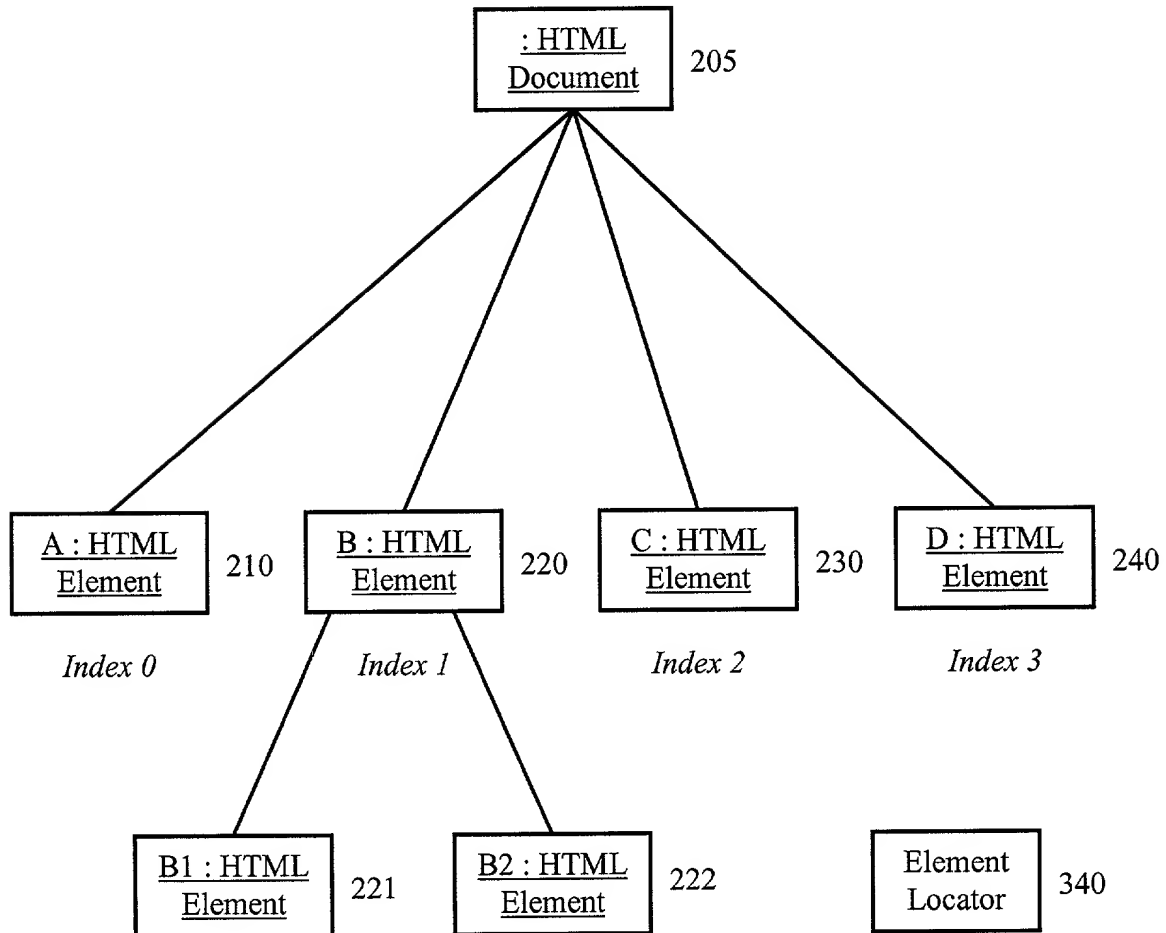 : HTML
Document
205
A : HTML
Element
210
B : HTML
Element
220
C : HTML
Element
230
D : HTML
Element
240
Index 0
Index 1
Index 2
Index 3
B1 : HTML
Element
221
B2 : HTML
Element
222
Element
Locator
340